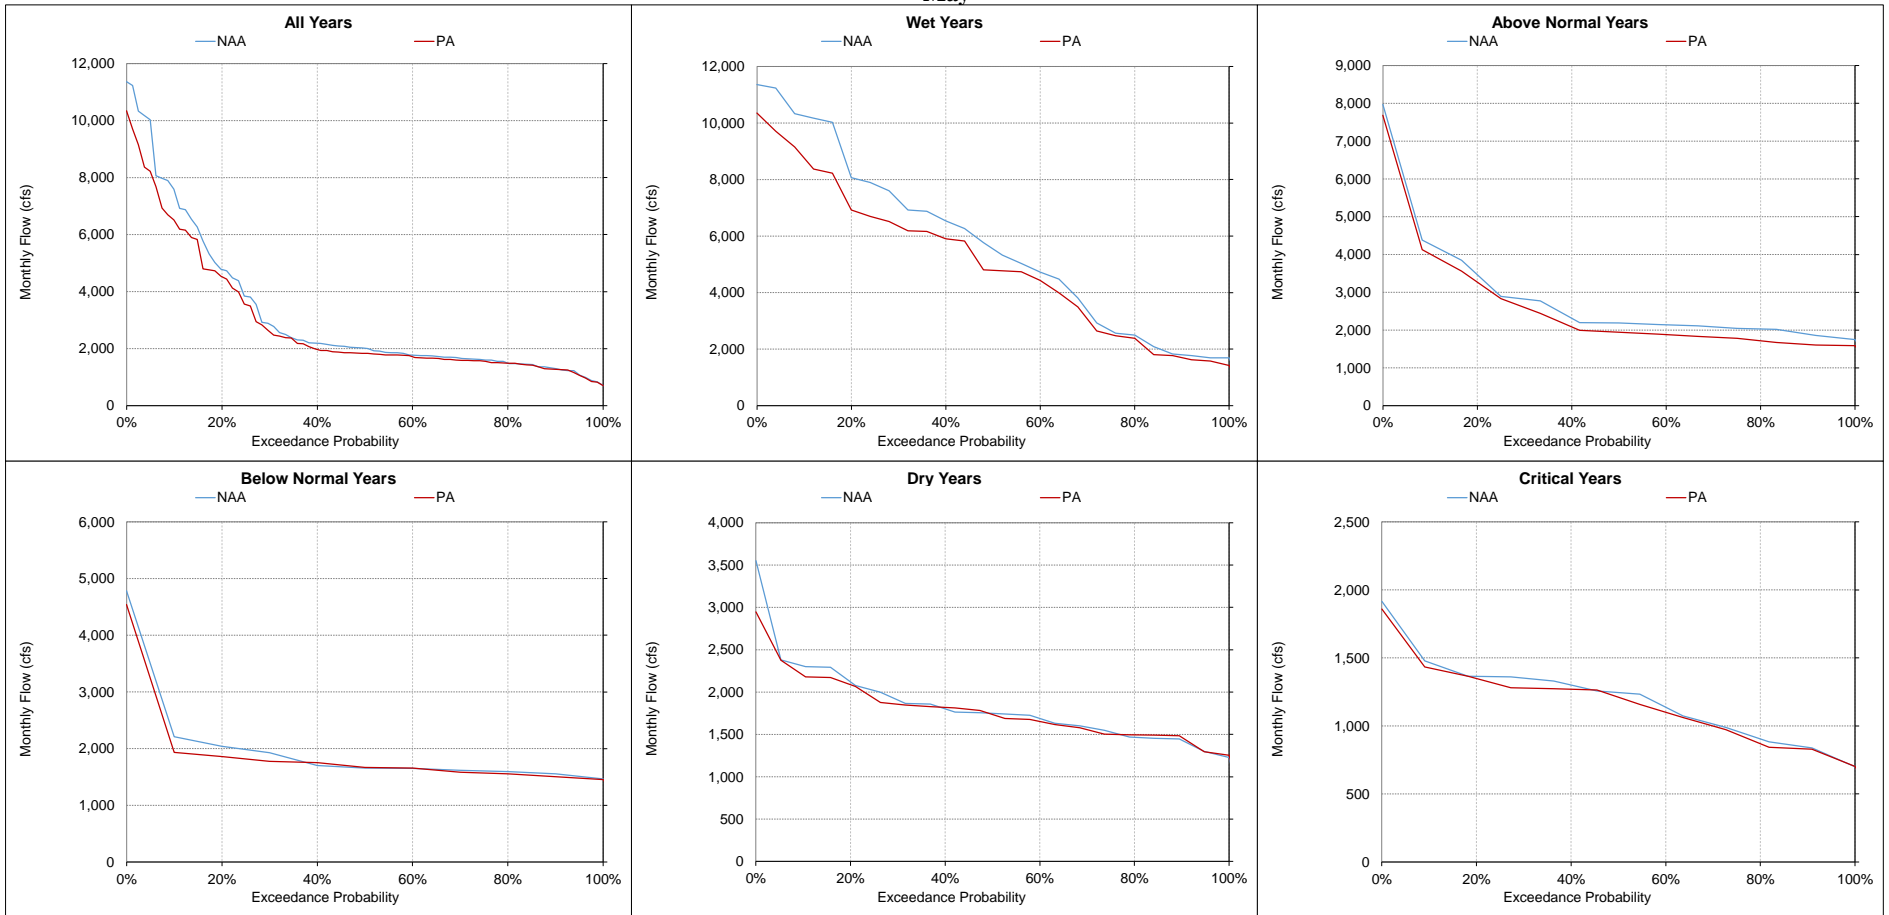 All Years
NAA PA
12,000
10,000
8,000
6,000
4,000
2,000
0
Monthly Flow (cfs)
0% 20% 40% 60% 80% 100%
Exceedance Probability
Wet Years
NAA PA
12,000
10,000
8,000
6,000
4,000
2,000
0
Monthly Flow (cfs)
0% 20% 40% 60% 80% 100%
Exceedance Probability
Above Normal Years
NAA PA
9,000
8,000
7,000
6,000
5,000
4,000
3,000
2,000
1,000
0
Monthly Flow (cfs)
0% 20% 40% 60% 80% 100%
Exceedance Probability
Below Normal Years
NAA PA
6,000
5,000
4,000
3,000
2,000
1,000
0
Monthly Flow (cfs)
0% 20% 40% 60% 80% 100%
Exceedance Probability
Dry Years
NAA PA
4,000
3,500
3,000
2,500
2,000
1,500
1,000
500
0
Monthly Flow (cfs)
0% 20% 40% 60% 80% 100%
Exceedance Probability
Critical Years
NAA PA
2,500
2,000
1,500
1,000
500
0
Monthly Flow (cfs)
0% 20% 40% 60% 80% 100%
Exceedance Probability